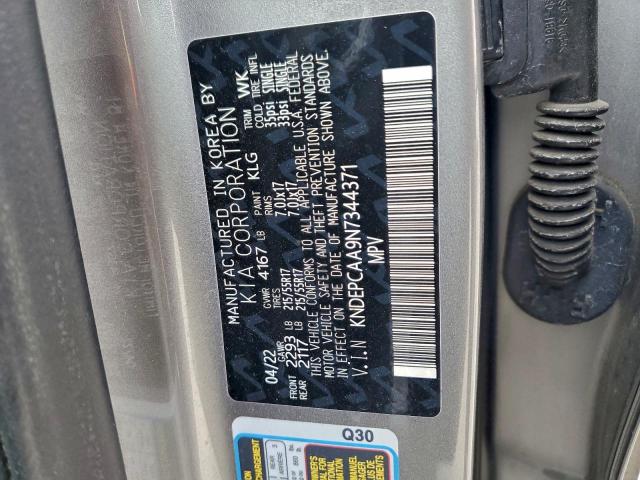 MANUFACTURED IN KOREA BY
KIA CORPORATION
04/22 GVWR 4167 LB PAINT KLG TRIM WK
GAWR TIRES RIMS COLD TIRE INFL
FRONT 2293 LB 215/55R17 7.0Jx17 35psi SINGLE
REAR 2117 LB 215/55R17 7.0Jx17 33psi SINGLE
THIS VEHICLE CONFORMS TO ALL APPLICABLE U.S.A. FEDERAL
MOTOR VEHICLE SAFETY AND THEFT PREVENTION STANDARDS
IN EFFECT ON THE DATE OF MANUFACTURE SHOWN ABOVE.
V.I.N KNDEPCAA9N7344371
MPV
Q30